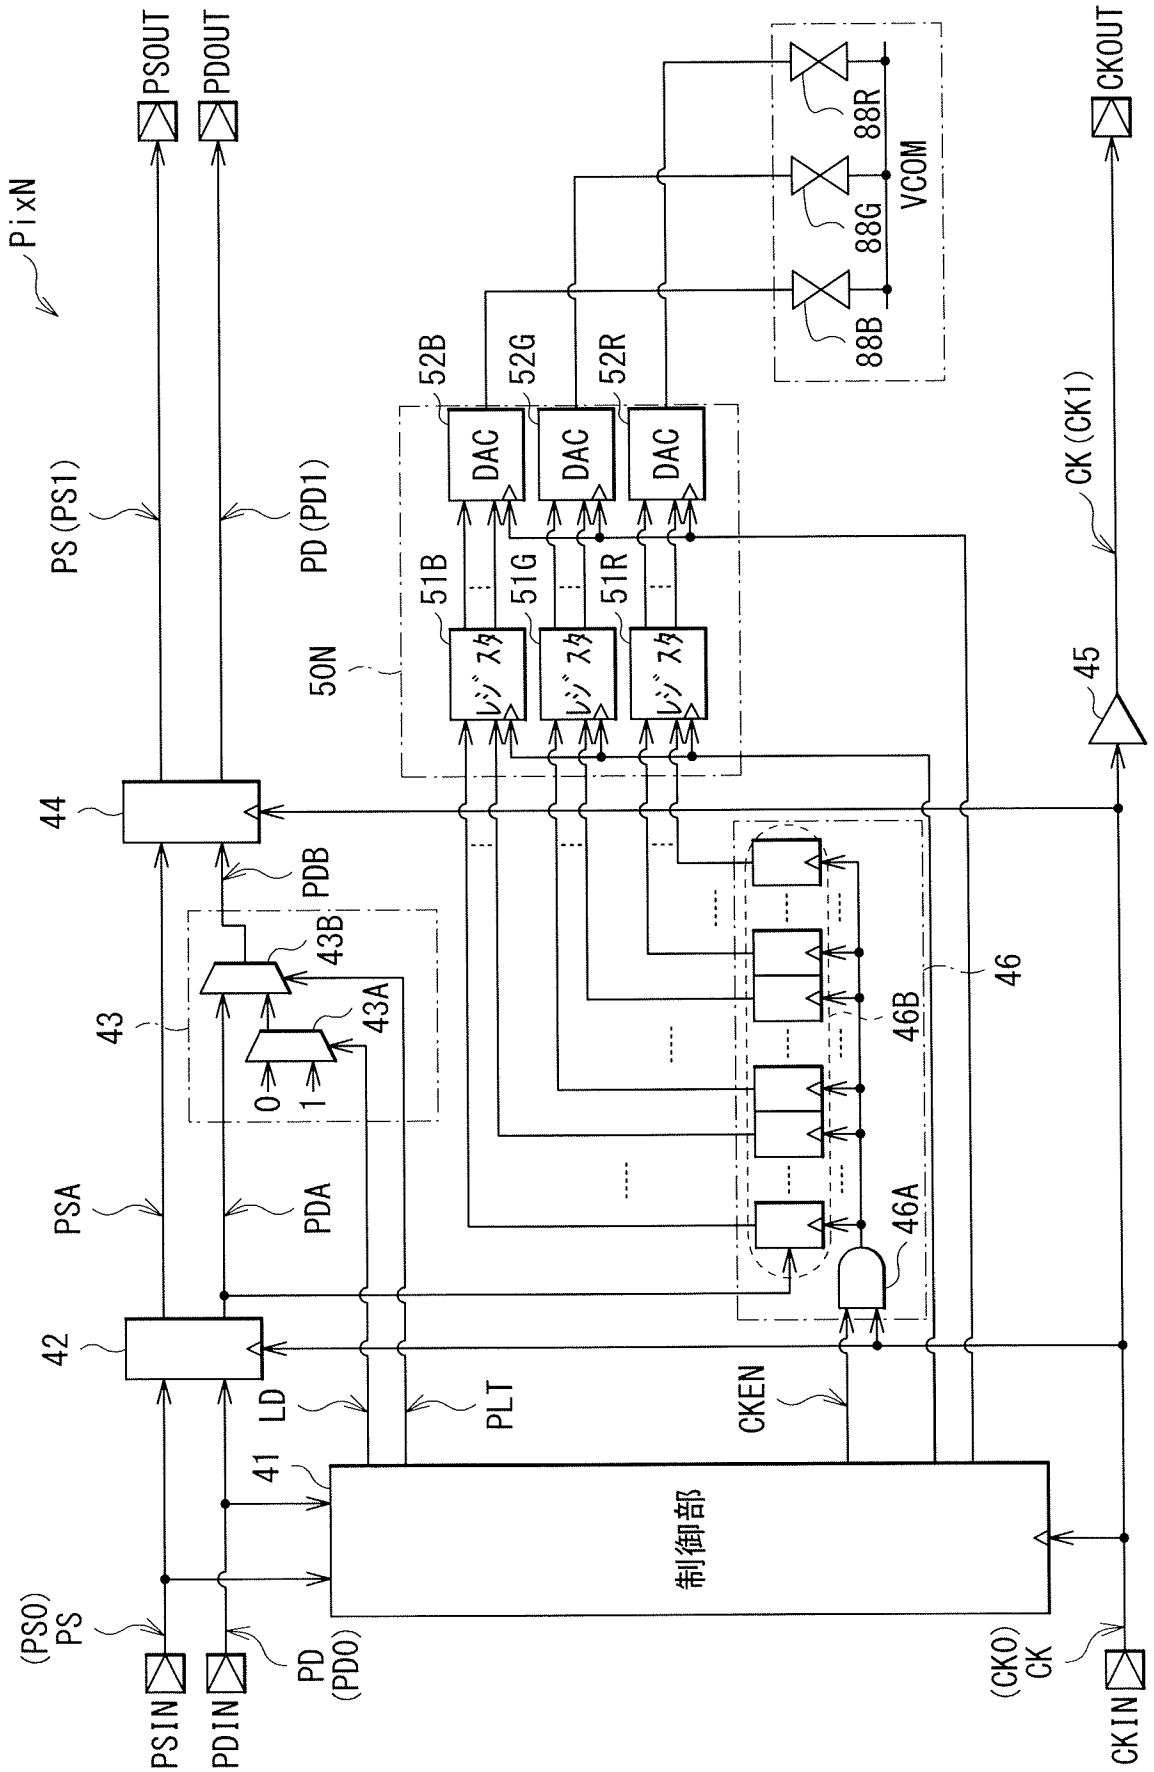 PixN
PSIN
PDIN
CKIN
(PS0)
PS
PD
(PD0)
(CK0)
CK
41
制御部
LD
PLT
CKEN
42
PSA
PDA
43
0
1
43A
43B
PDB
44
PS(PS1)
PD(PD1)
PSOUT
PDOUT
46
46A
46B
50N
51B
レジスタ
51G
レジスタ
51R
レジスタ
52B
DAC
52G
DAC
52R
DAC
88B
88G
88R
VCOM
45
CK(CK1)
CKOUT